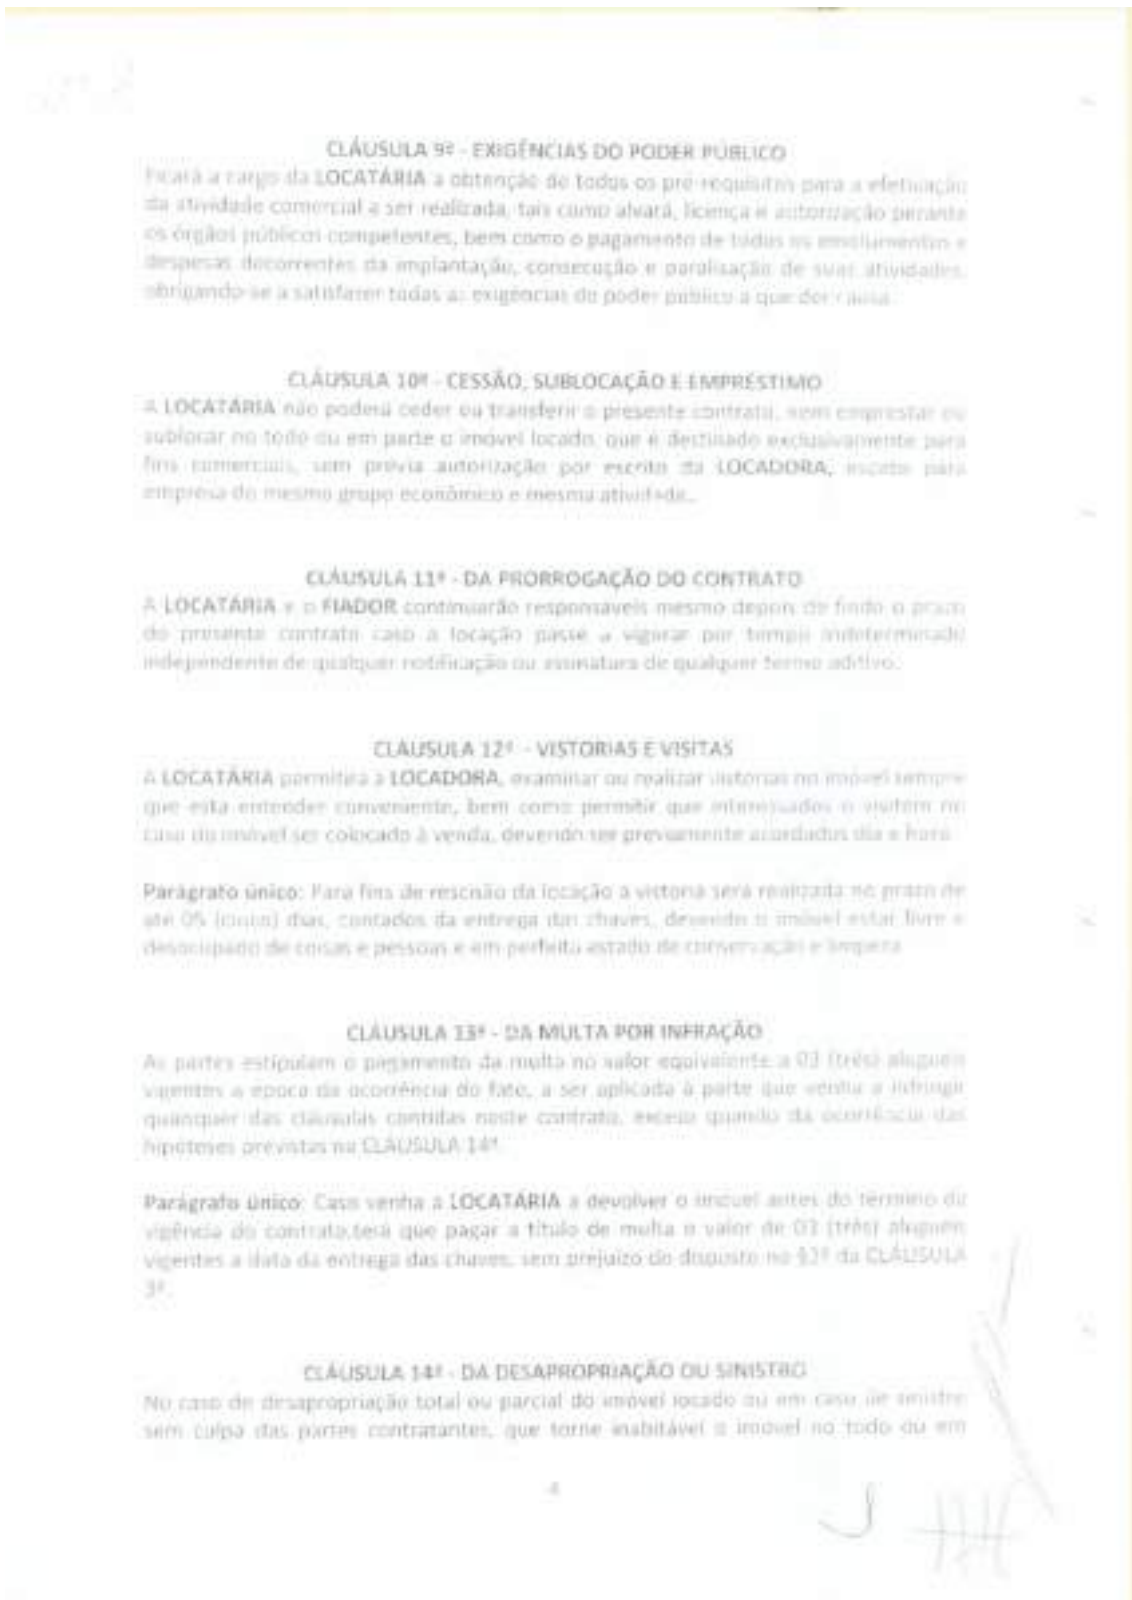 CLÁUSULA 9ª - EXIGÊNCIAS DO PODER PÚBLICO
Ficará a cargo da LOCATÁRIA a obtenção de todos os pré-requisitos para a efetivação
da atividade comercial a ser realizada, tais como alvará, licença e autorização perante
os órgãos públicos competentes, bem como o pagamento de todos os emolumentos e
despesas decorrentes da implantação, consecução e paralisação de suas atividades,
obrigando-se a satisfazer todas as exigências do poder público a que der causa.
CLÁUSULA 10ª - CESSÃO, SUBLOCAÇÃO E EMPRÉSTIMO
A LOCATÁRIA não poderá ceder ou transferir o presente contrato, nem emprestar ou
sublocar no todo ou em parte o imóvel locado, que é destinado exclusivamente para
fins comerciais, sem prévia autorização por escrito da LOCADORA, exceto para
empresa do mesmo grupo econômico e mesma atividade.
CLÁUSULA 11ª - DA PRORROGAÇÃO DO CONTRATO
A LOCATÁRIA e o FIADOR continuarão responsáveis mesmo depois de findo o prazo
do presente contrato caso a locação passe a vigorar por tempo indeterminado
independente de qualquer notificação ou assinatura de qualquer termo aditivo.
CLÁUSULA 12ª - VISTORIAS E VISITAS
A LOCATÁRIA permitirá a LOCADORA, examinar ou realizar vistorias no imóvel sempre
que esta entender conveniente, bem como permitir que interessados o visitem no
caso do imóvel ser colocado à venda, devendo ser previamente acordados dia e hora.
Parágrafo único: Para fins de rescisão da locação a vistoria será realizada no prazo de
até 05 (cinco) dias, contados da entrega das chaves, devendo o imóvel estar livre e
desocupado de coisas e pessoas e em perfeito estado de conservação e limpeza.
CLÁUSULA 13ª - DA MULTA POR INFRAÇÃO
As partes estipulam o pagamento da multa no valor equivalente a 03 (três) alugueis
vigentes a época da ocorrência do fato, a ser aplicada à parte que venha a infringir
quaisquer das cláusulas contidas neste contrato, exceto quando da ocorrência das
hipóteses previstas na CLÁUSULA 14ª.
Parágrafo único: Caso venha a LOCATÁRIA a devolver o imóvel antes do término da
vigência do contrato,terá que pagar a título de multa o valor de 03 (três) alugueis
vigentes a data da entrega das chaves, sem prejuízo do disposto no da CLÁUSULA
3ª.
CLÁUSULA 14ª - DA DESAPROPRIAÇÃO OU SINISTRO
No caso de desapropriação total ou parcial do imóvel locado ou em caso de sinistro
sem culpa das partes contratantes, que torne inabitável o imóvel no todo ou em
4